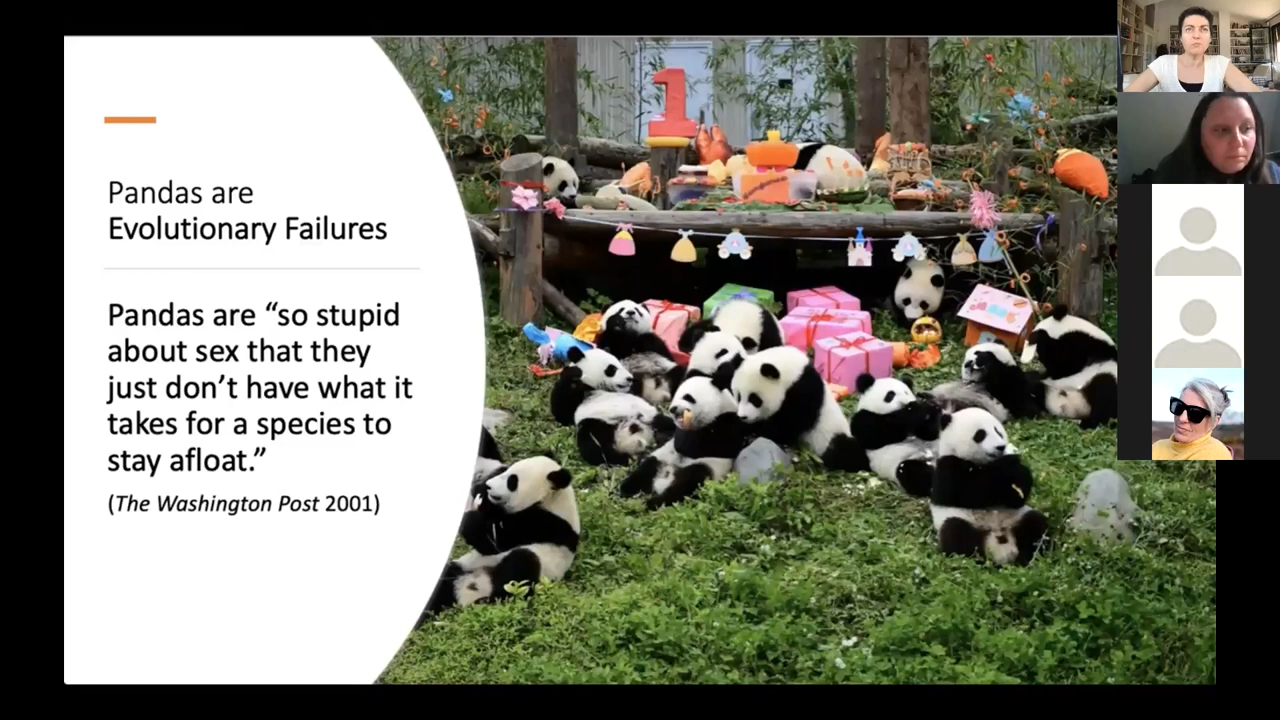 Pandas are
Evolutionary Failures
Pandas are “so stupid
about sex that they
just don’t have what it
takes for a species to
stay afloat.”
(The Washington Post 2001)
1